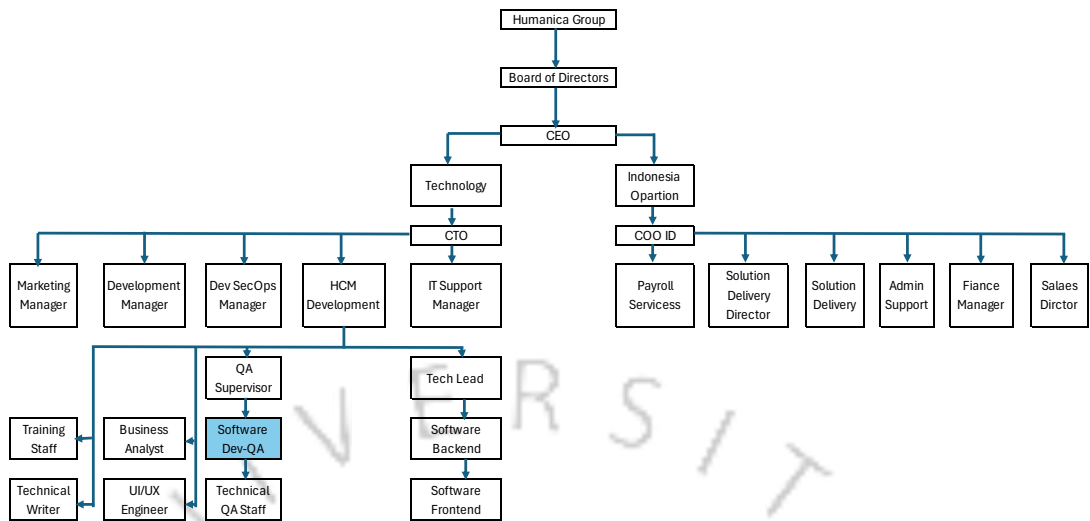 Humanica Group
Board of Directors
CEO
Technology
Indonesia
Opartion
CTO
COO ID
Marketing
Manager
Development
Manager
Dev SecOps
Manager
HCM
Development
IT Support
Manager
Payroll
Servicess
Solution
Delivery
Director
Solution
Delivery
Admin
Support
Fiance
Manager
Salaes
Dirctor
QA
Supervisor
Tech Lead
Training
Staff
Business
Analyst
Software
Dev-QA
Software
Backend
Technical
Writer
UI/UX
Engineer
Technical
QA Staff
Software
Frontend
VERSIT